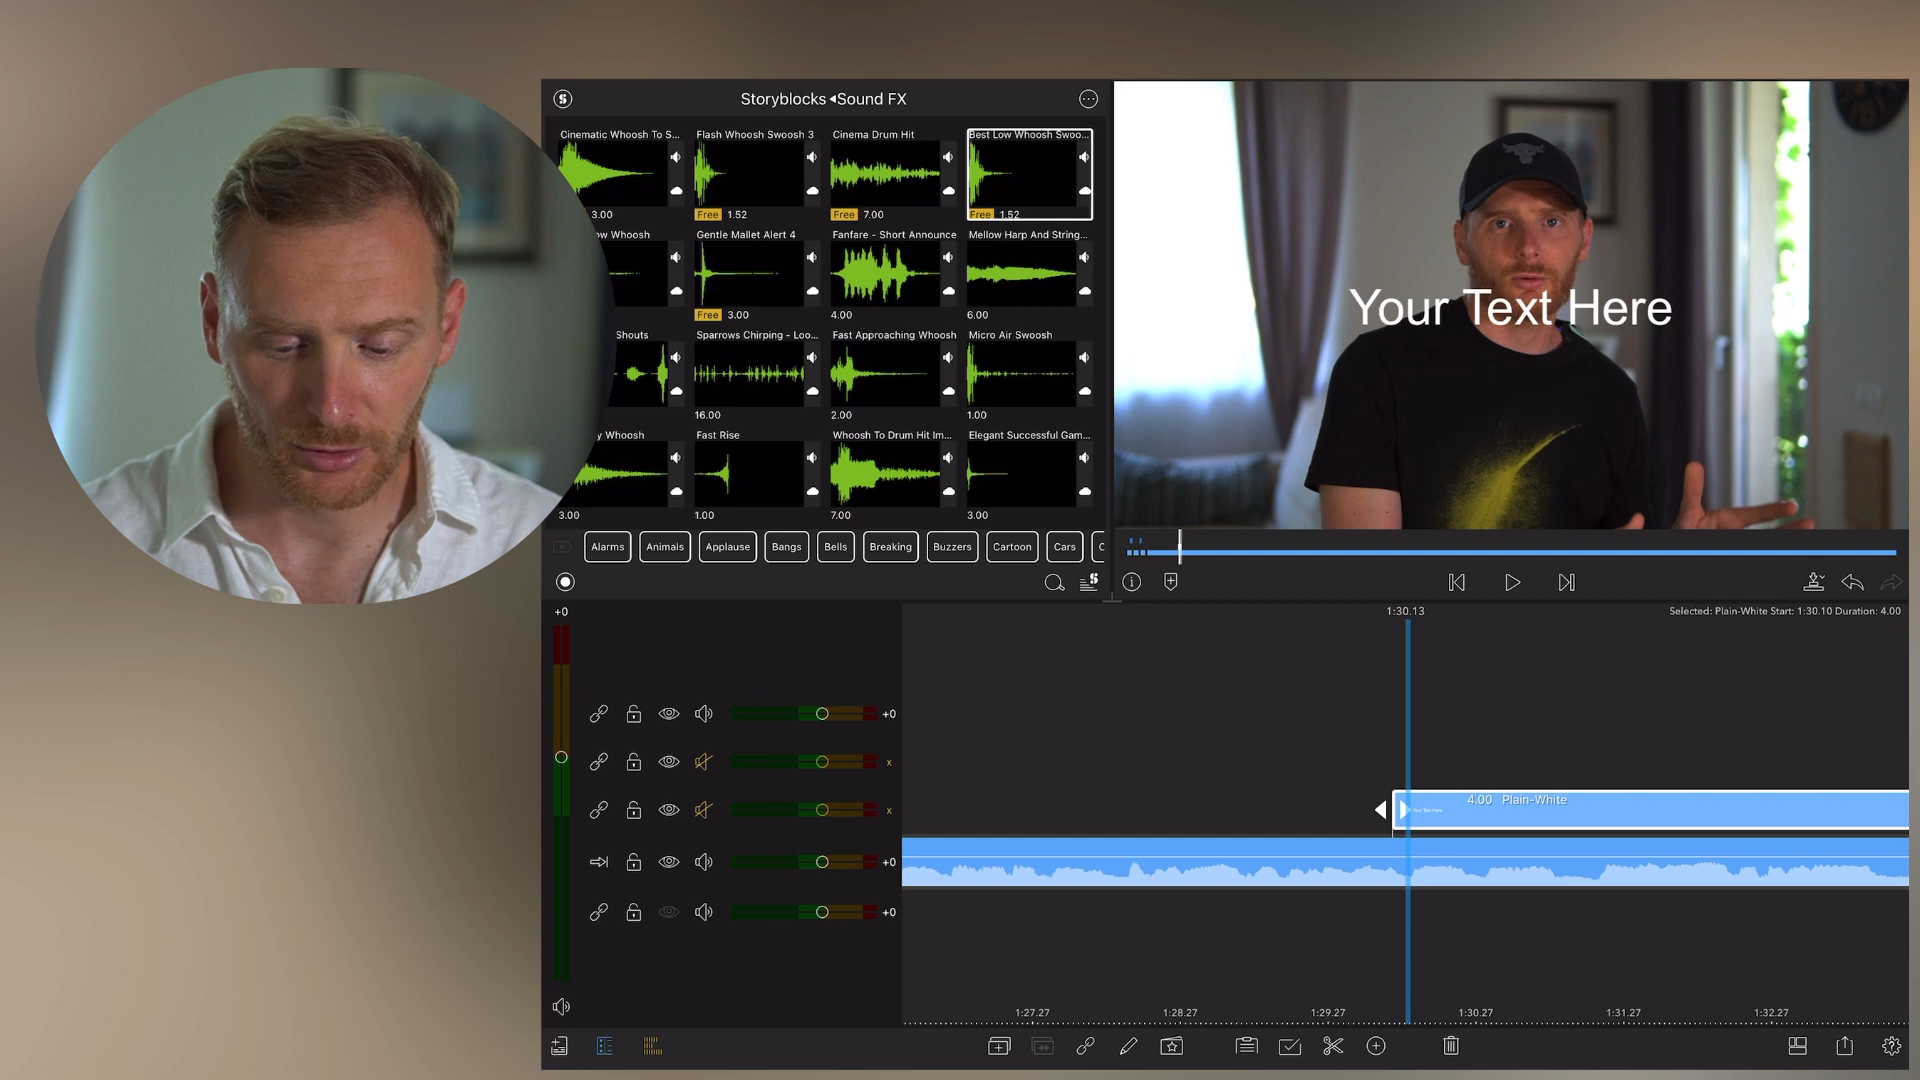 Storyblocks ◂ Sound FX
Cinematic Whoosh To S...
Flash Whoosh Swoosh 3
Cinema Drum Hit
Best Low Whoosh Swoo...
3.00
Free 1.52
Free 7.00
Free 1.52
ow Whoosh
Gentle Mallet Alert 4
Fanfare - Short Announce
Mellow Harp And String...
Free 3.00
4.00
6.00
Shouts
Sparrows Chirping - Loo...
Fast Approaching Whoosh
Micro Air Swoosh
16.00
2.00
1.00
y Whoosh
Fast Rise
Whoosh To Drum Hit Im...
Elegant Successful Gam...
3.00
1.00
7.00
3.00
Alarms
Animals
Applause
Bangs
Bells
Breaking
Buzzers
Cartoon
Cars
C
Your Text Here
+0
1:30.13
Selected: Plain-White Start: 1:30.10 Duration: 4.00
+0
x
x
+0
+0
4.00 Plain-White
Your Text Here
1:27.27
1:28.27
1:29.27
1:30.27
1:31.27
1:32.27